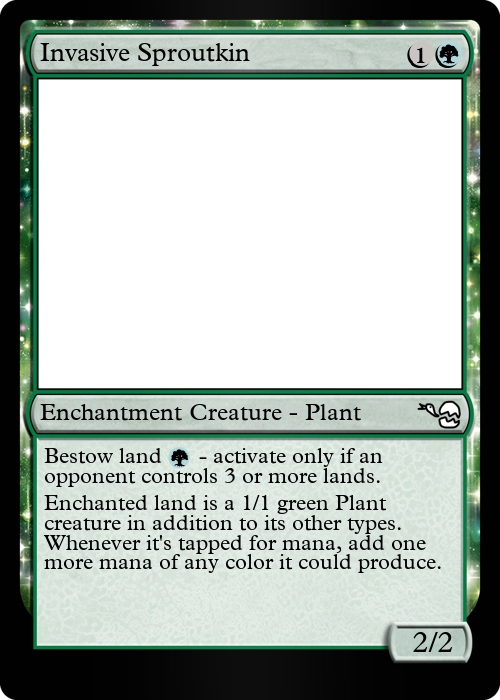 Invasive Sproutkin 1
Enchantment Creature - Plant
Bestow land - activate only if an
opponent controls 3 or more lands.
Enchanted land is a 1/1 green Plant
creature in addition to its other types.
Whenever it's tapped for mana, add one
more mana of any color it could produce.
2/2